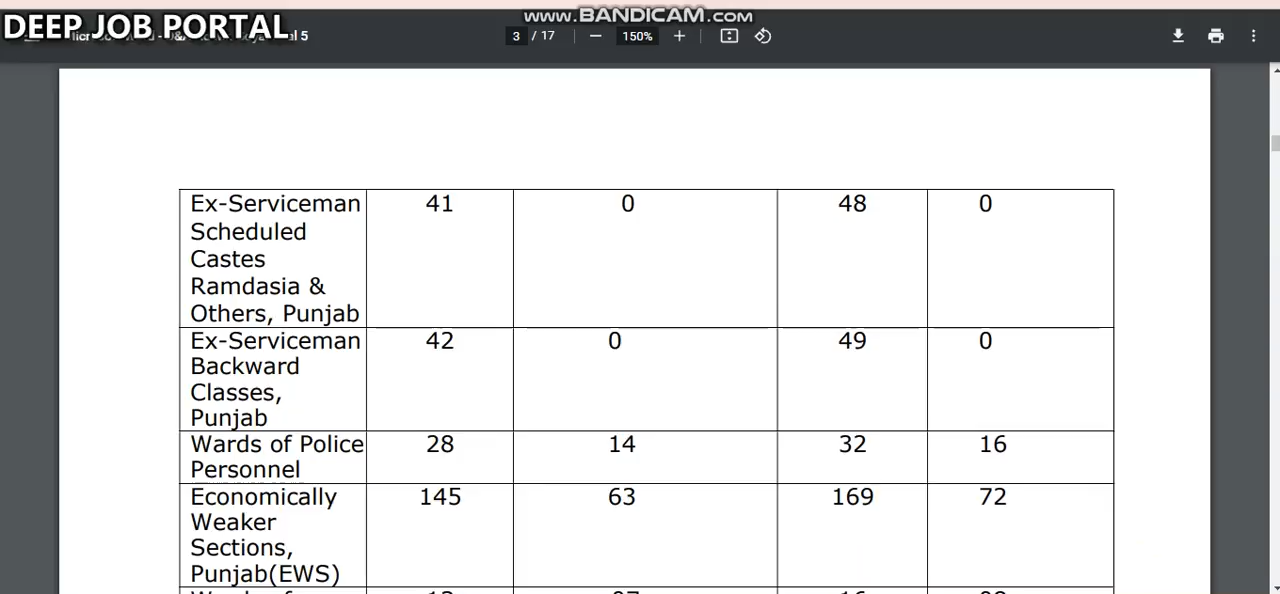 www.BANDICAM.com
DEEP JOB PORTAL
al 5
3 / 17
150%
Ex-Serviceman Scheduled Castes Ramdasia & Others, Punjab 41 0 48 0
Ex-Serviceman Backward Classes, Punjab 42 0 49 0
Wards of Police Personnel 28 14 32 16
Economically Weaker Sections, Punjab(EWS) 145 63 169 72